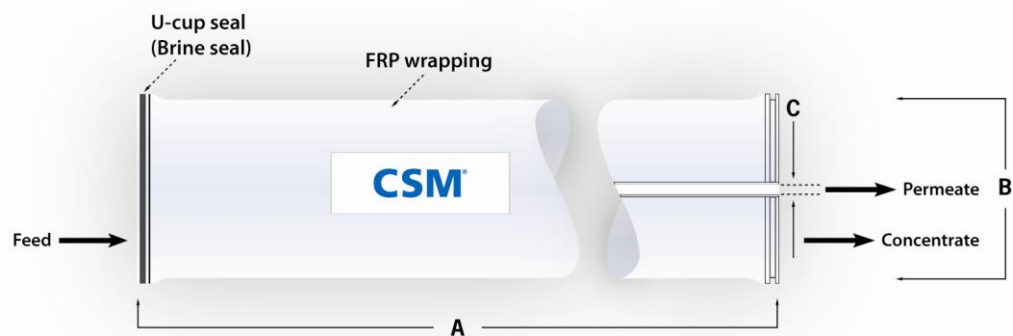 U-cup seal
(Brine seal)
FRP wrapping
C
CSM®
Permeate
B
Feed
Concentrate
A